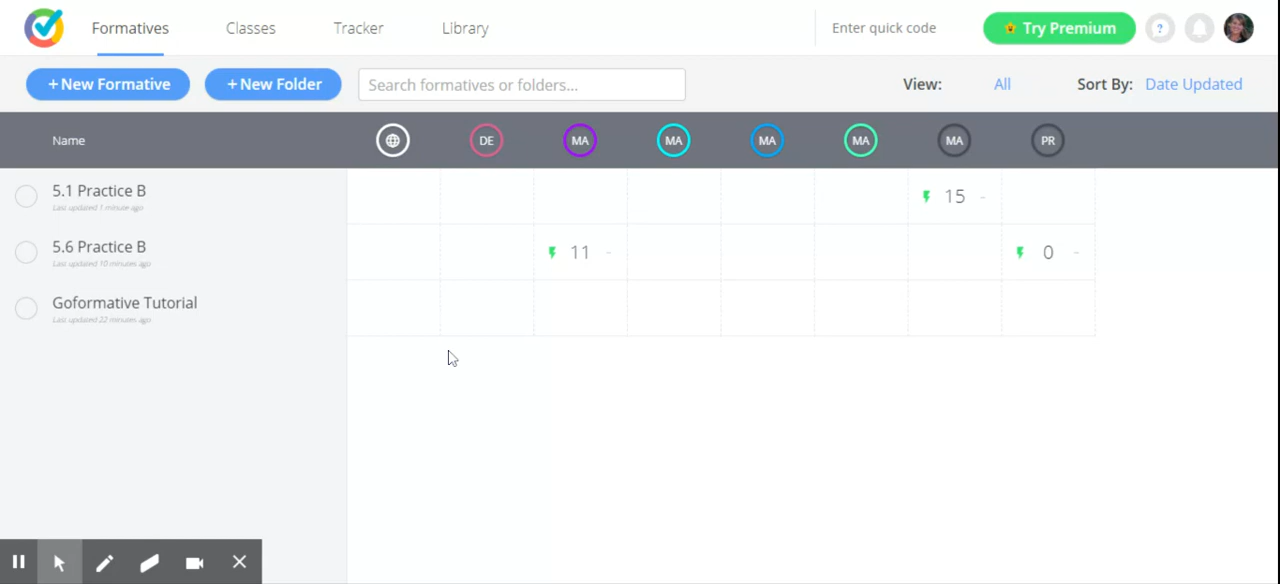 Formatives Classes Tracker Library Enter quick code Try Premium ?
+ New Formative + New Folder Search formatives or folders... View: All Sort By: Date Updated
Name DE MA MA MA MA MA PR
5.1 Practice B
Last updated 1 minute ago
15 -
5.6 Practice B
Last updated 10 minutes ago
11 - 0 -
Goformative Tutorial
Last updated 22 minutes ago